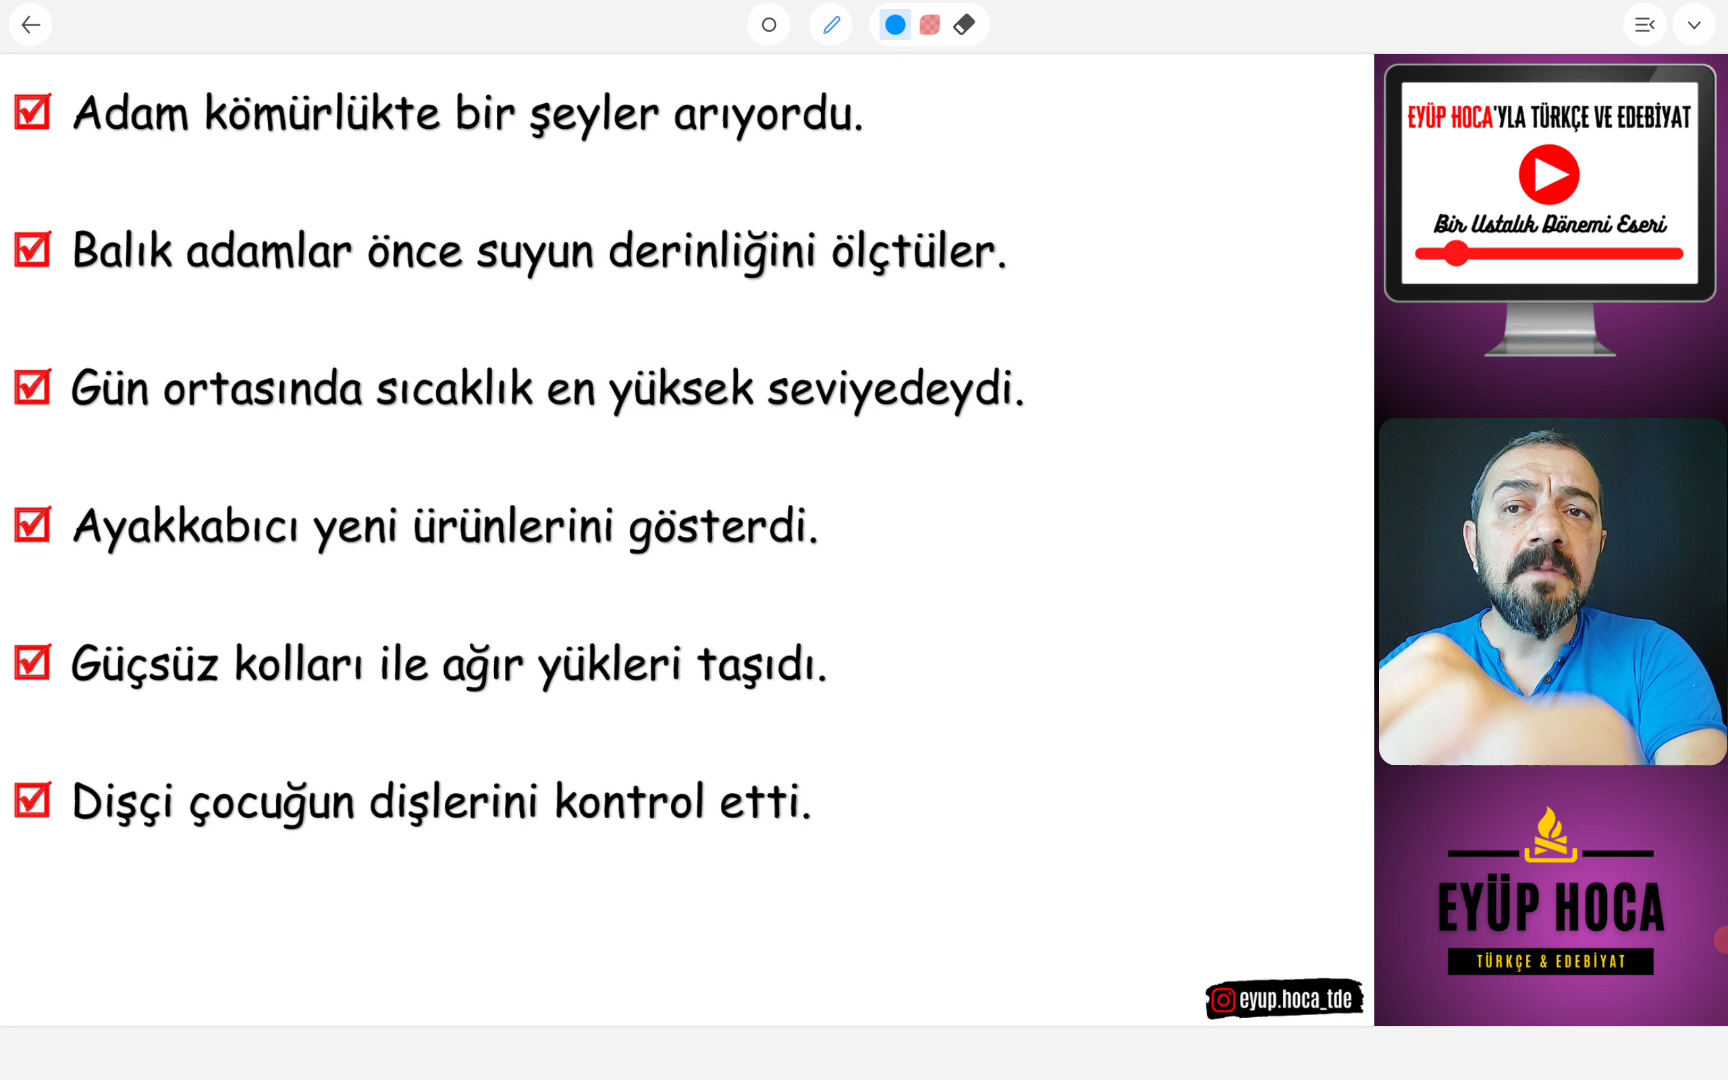 Adam kömürlükte bir şeyler arıyordu.
Balık adamlar önce suyun derinliğini ölçtüler.
Gün ortasında sıcaklık en yüksek seviyedeydi.
Ayakkabıcı yeni ürünlerini gösterdi.
Güçsüz kolları ile ağır yükleri taşıdı.
Dişçi çocuğun dişlerini kontrol etti.
eyup.hoca_tde
EYÜP HOCA'YLA TÜRKÇE VE EDEBİYAT
Bir Ustalık Dönemi Eseri
EYÜP HOCA
TÜRKÇE & EDEBİYAT